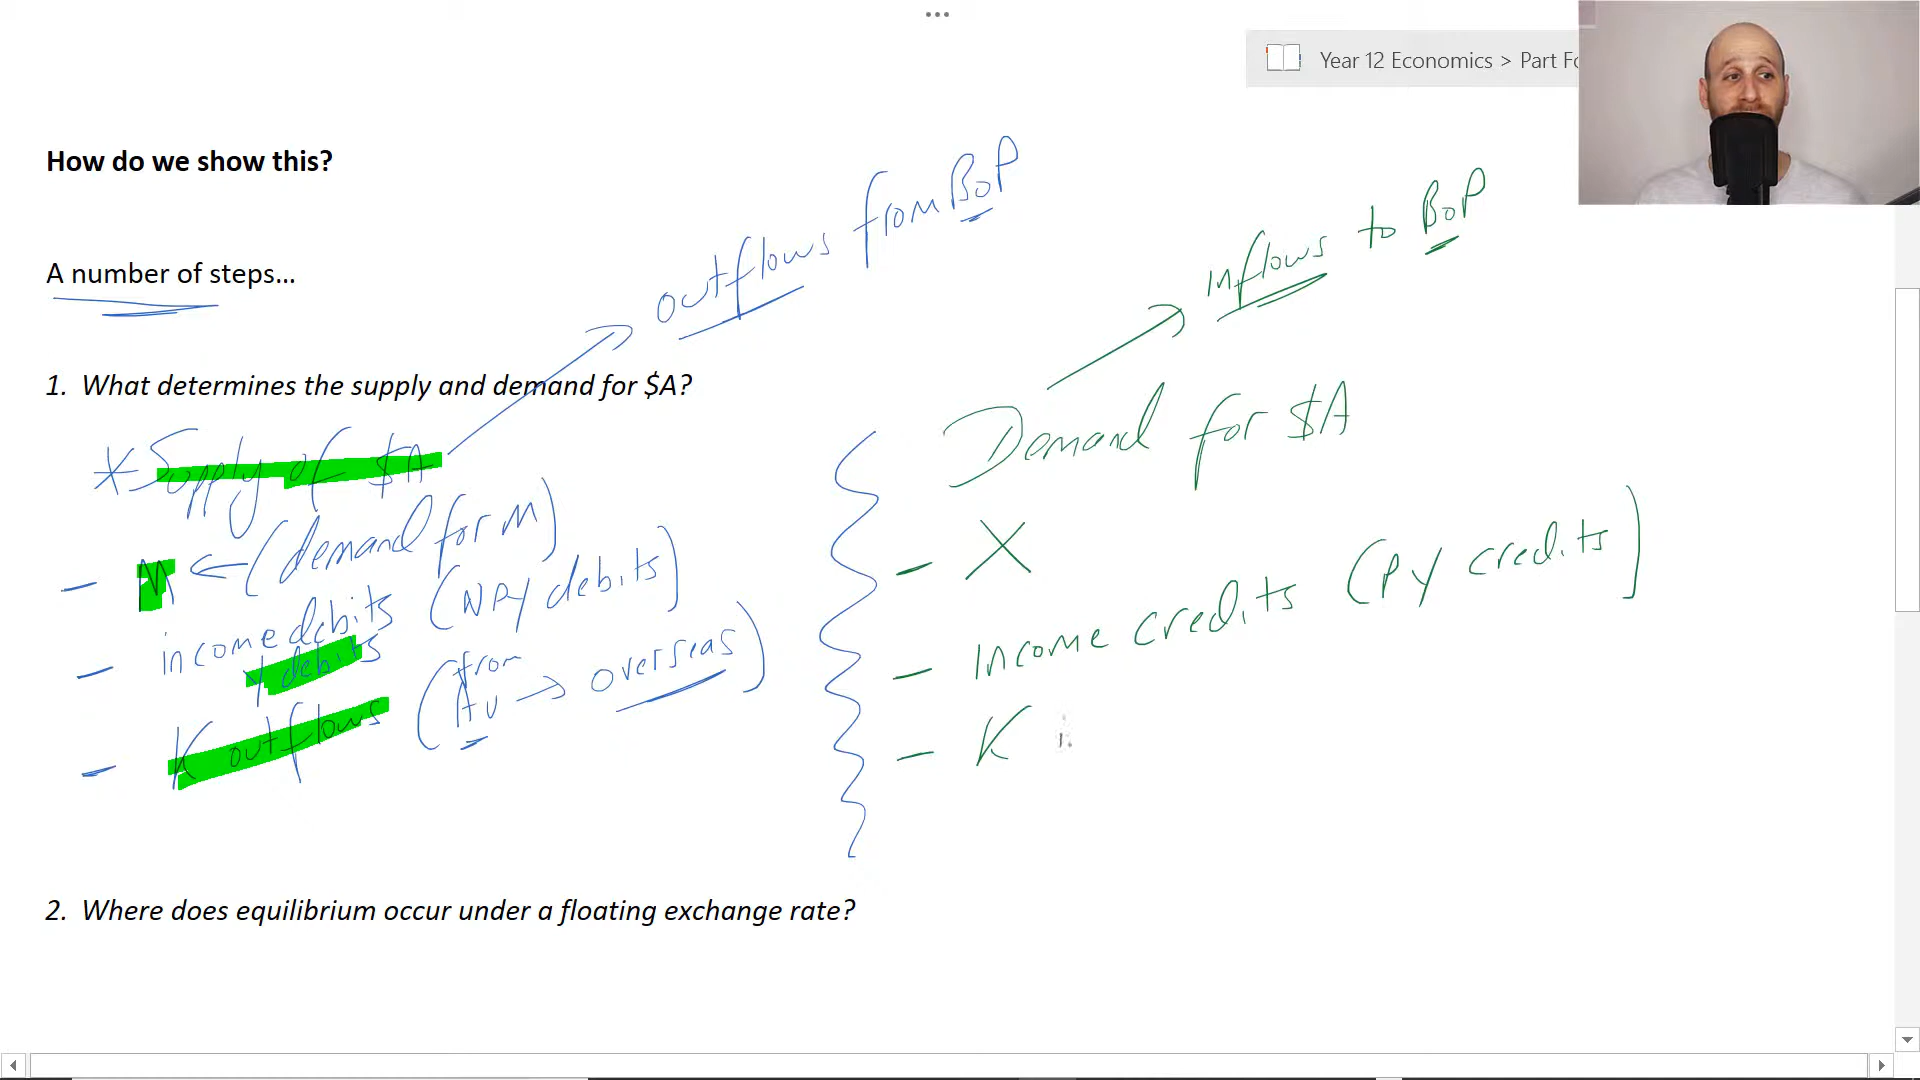 ...
Year 12 Economics > Part Fo
How do we show this?
outflows from BoP
Inflows to BoP
A number of steps...
1. What determines the supply and demand for $A?
* Supply of $A
Demand for $A
- M ← (demand for M)
- X
- income debits (NPY debits)
Y debits
- Income credits (PY credits)
- K outflows (from Au → overseas)
- K i
2. Where does equilibrium occur under a floating exchange rate?